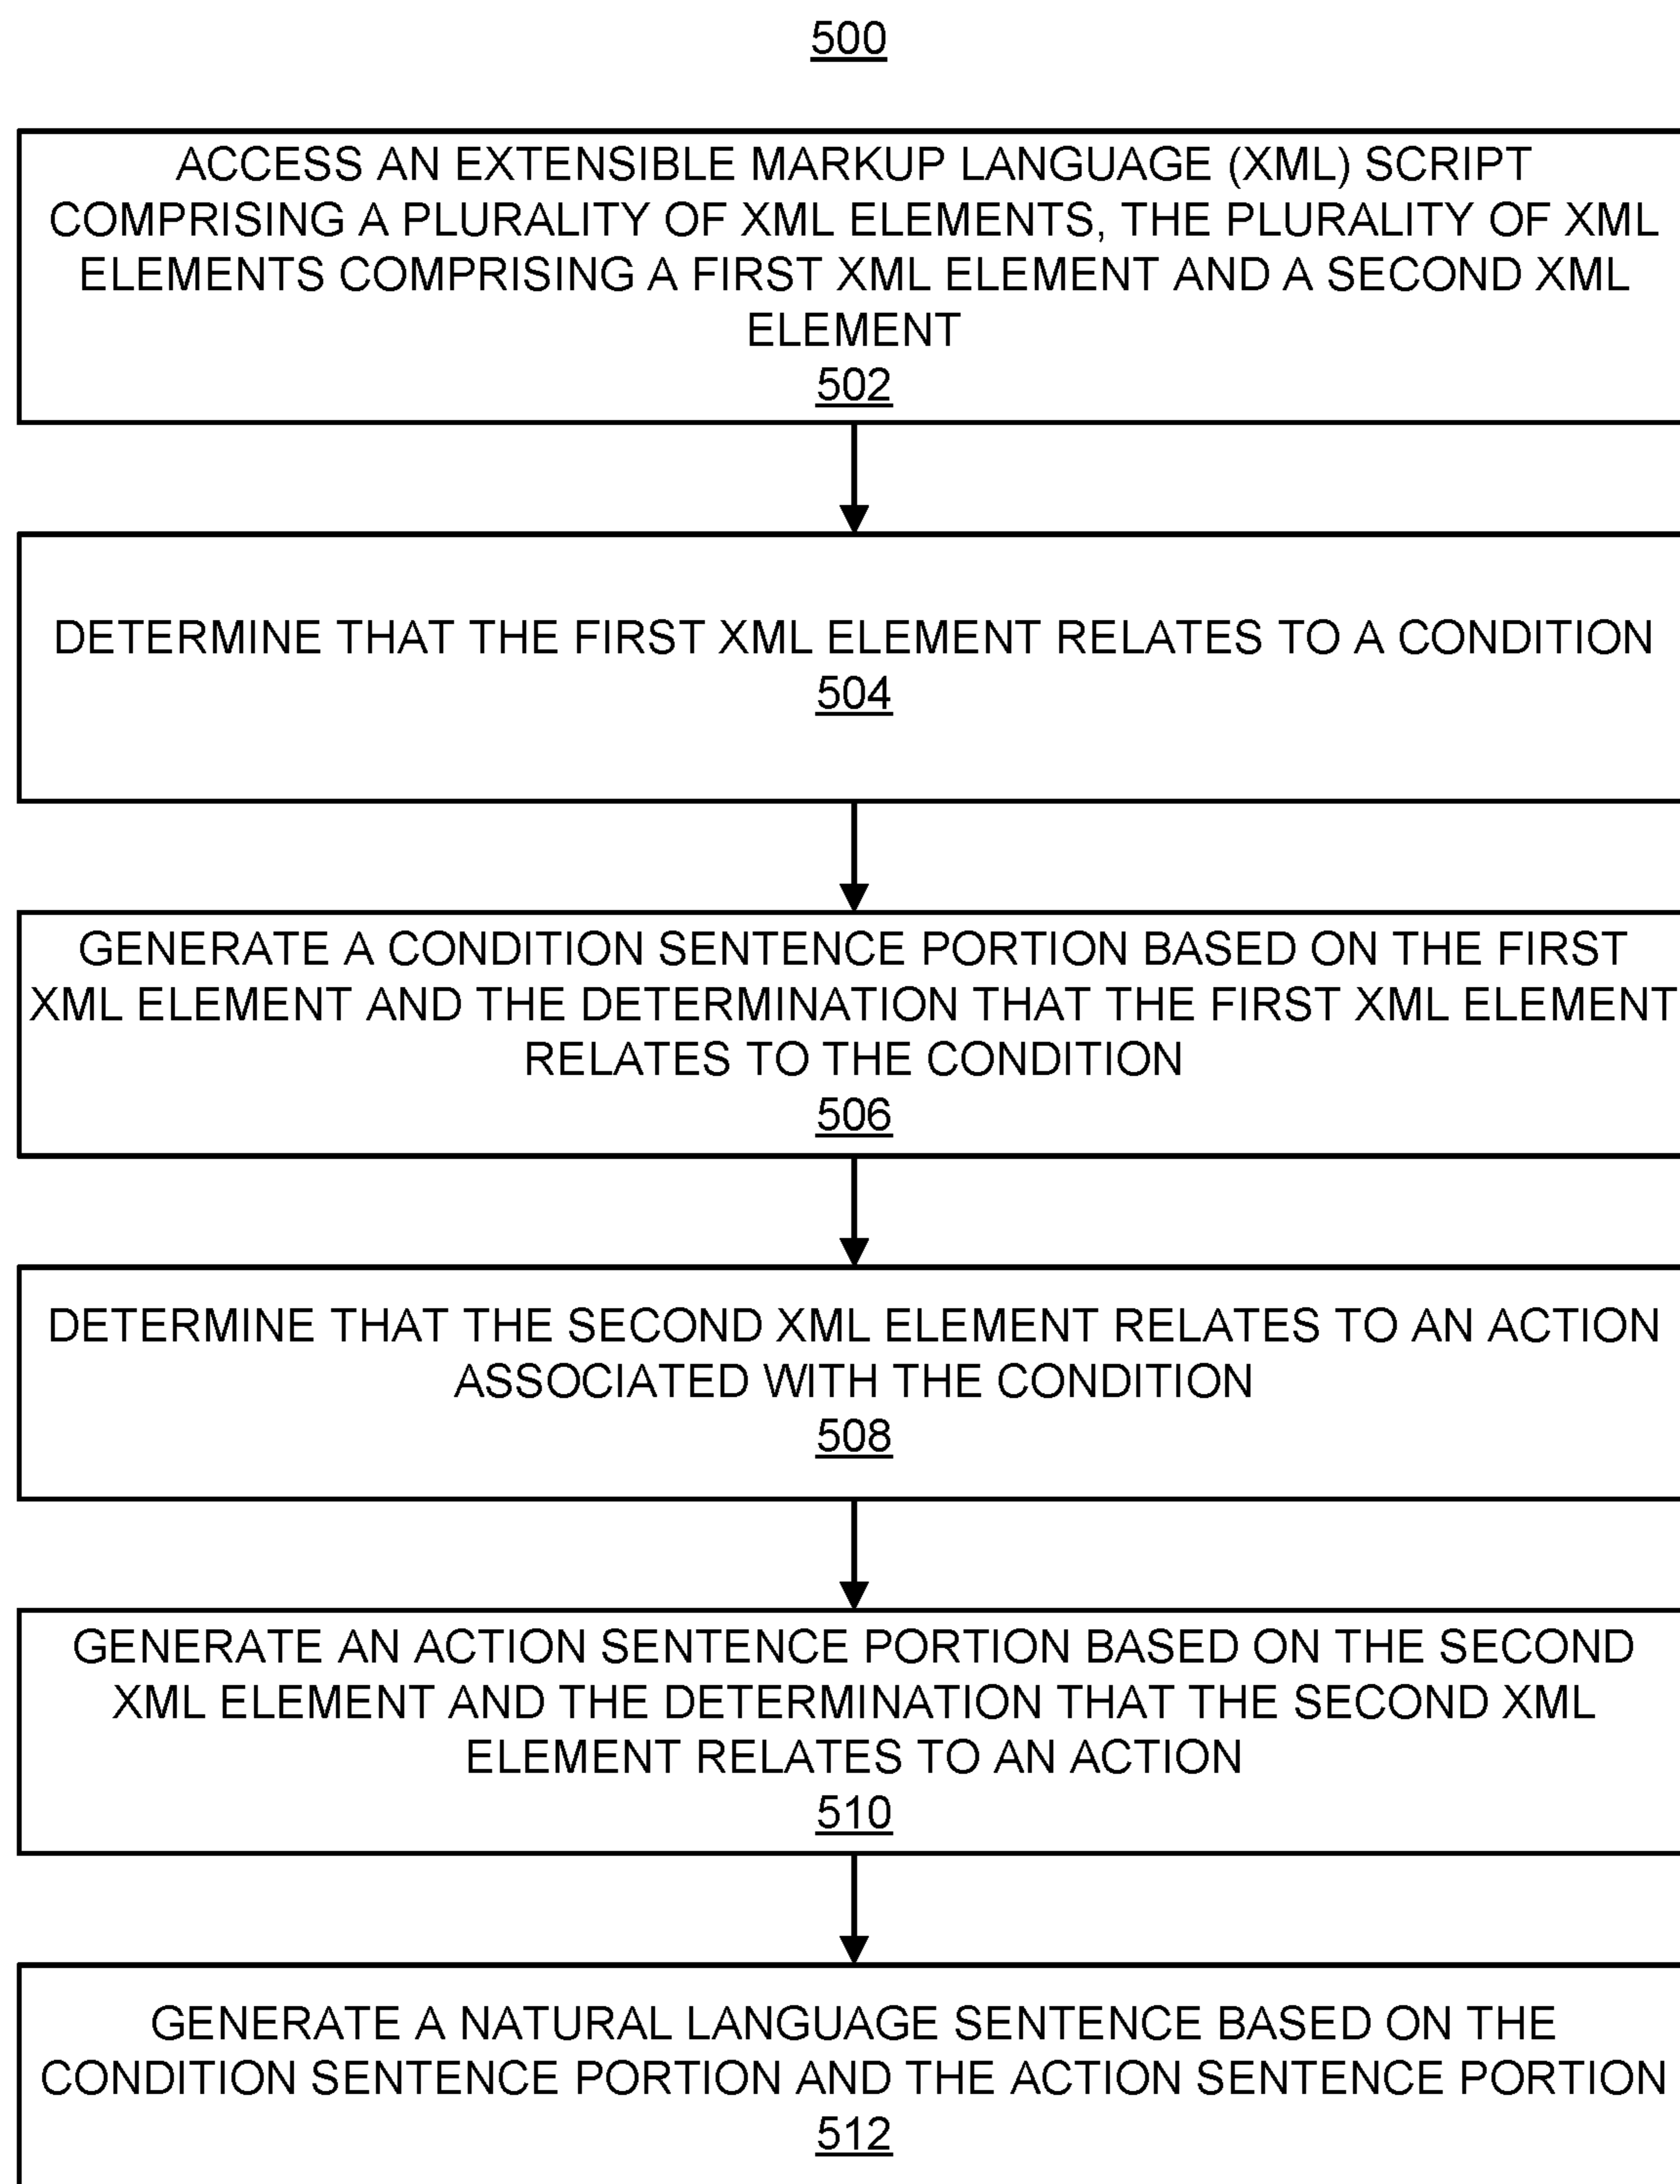 500
ACCESS AN EXTENSIBLE MARKUP LANGUAGE (XML) SCRIPT
COMPRISING A PLURALITY OF XML ELEMENTS, THE PLURALITY OF XML
ELEMENTS COMPRISING A FIRST XML ELEMENT AND A SECOND XML
ELEMENT
502
DETERMINE THAT THE FIRST XML ELEMENT RELATES TO A CONDITION
504
GENERATE A CONDITION SENTENCE PORTION BASED ON THE FIRST
XML ELEMENT AND THE DETERMINATION THAT THE FIRST XML ELEMENT
RELATES TO THE CONDITION
506
DETERMINE THAT THE SECOND XML ELEMENT RELATES TO AN ACTION
ASSOCIATED WITH THE CONDITION
508
GENERATE AN ACTION SENTENCE PORTION BASED ON THE SECOND
XML ELEMENT AND THE DETERMINATION THAT THE SECOND XML
ELEMENT RELATES TO AN ACTION
510
GENERATE A NATURAL LANGUAGE SENTENCE BASED ON THE
CONDITION SENTENCE PORTION AND THE ACTION SENTENCE PORTION
512